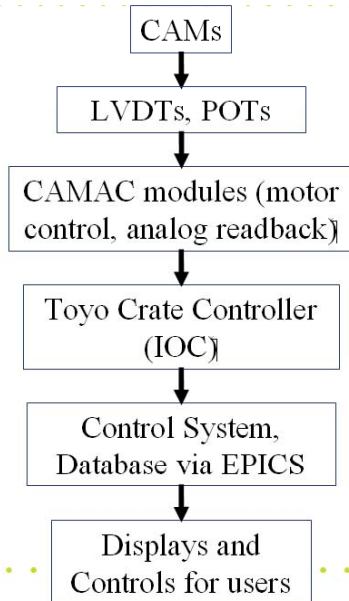 CAMs
LVDTs, POTs
CAMAC modules (motor
control, analog readback)
Toyo Crate Controller
(IOC)
Control System,
Database via EPICS
Displays and
Controls for users